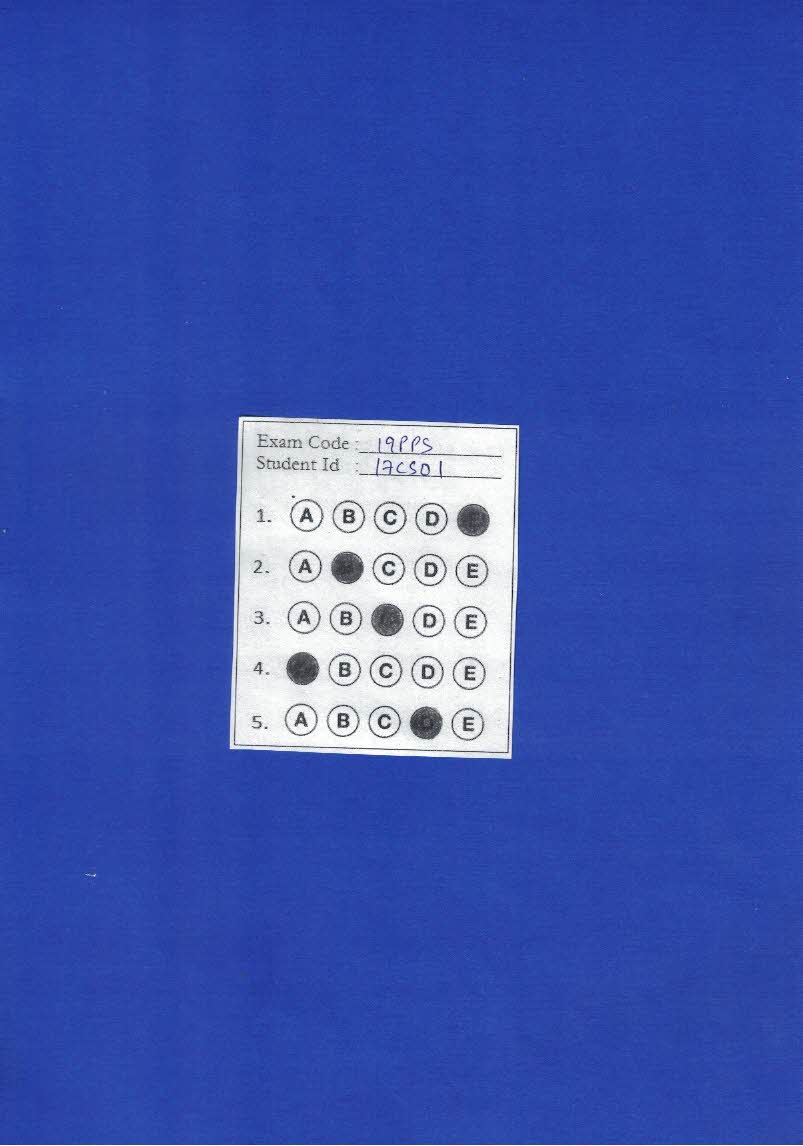 Exam Code : 19PPS
Student Id : 17CS01
1. A B C D
2. A B C D E
3. A B C D E
4. B C D E
5. A B C D E